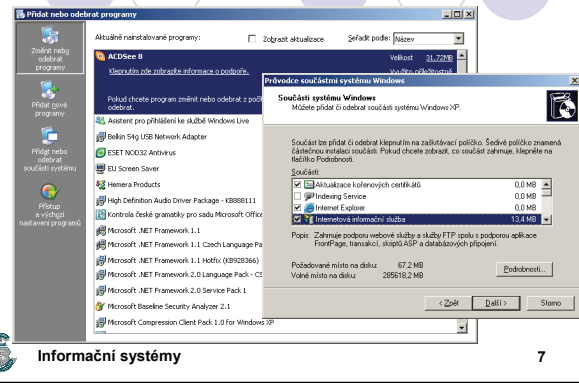 Přidat nebo odebrat programy
Změnit nebo
odebrat
programy
Přidat nové
programy
Přidat nebo
odebrat
součásti systému
Přístup
a výchozí
nastavení programů
Aktuálně nainstalované programy:
Zobrazit aktualizace
Seřadit podle:
Název
ACDSee 8
Velikost 31,72MB
Klepnutím zde zobrazíte informace o podpoře.
Využito příležitostně
Pokud chcete program změnit nebo odebrat z počít
odebrat.
Asistent pro přihlášení ke službě Windows Live
Belkin 54g USB Network Adapter
ESET NOD32 Antivirus
EU Screen Saver
Hemera Products
High Definition Audio Driver Package - KB888111
Kontrola české gramatiky pro sadu Microsoft Office
Microsoft .NET Framework 1.1
Microsoft .NET Framework 1.1 Czech Language Pa
Microsoft .NET Framework 1.1 Hotfix (KB928366)
Microsoft .NET Framework 2.0 Language Pack - CS
Microsoft .NET Framework 2.0 Service Pack 1
Microsoft Baseline Security Analyzer 2.1
Microsoft Compression Client Pack 1.0 for Windows XP
Průvodce součástmi systému Windows
Součásti systému Windows
Můžete přidat či odebrat součásti systému Windows XP.
Součást lze přidat či odebrat klepnutím na zaškrtávací políčko. Šedivé políčko znamená
částečnou instalaci součásti. Pokud chcete zobrazit, co součást zahrnuje, klepněte na
tlačítko Podrobnosti.
Součásti:
Aktualizace kořenových certifikátů 0,0 MB
Indexing Service 0,0 MB
Internet Explorer 0,0 MB
Internetová informační služba 13,4 MB
Popis: Zahrnuje podporu webové služby a služby FTP spolu s podporou aplikace
FrontPage, transakcí, skriptů ASP a databázových připojení.
Požadované místo na disku: 67,2 MB
Volné místo na disku: 285618,2 MB
Podrobnosti...
< Zpět
Další >
Storno
Informační systémy
7